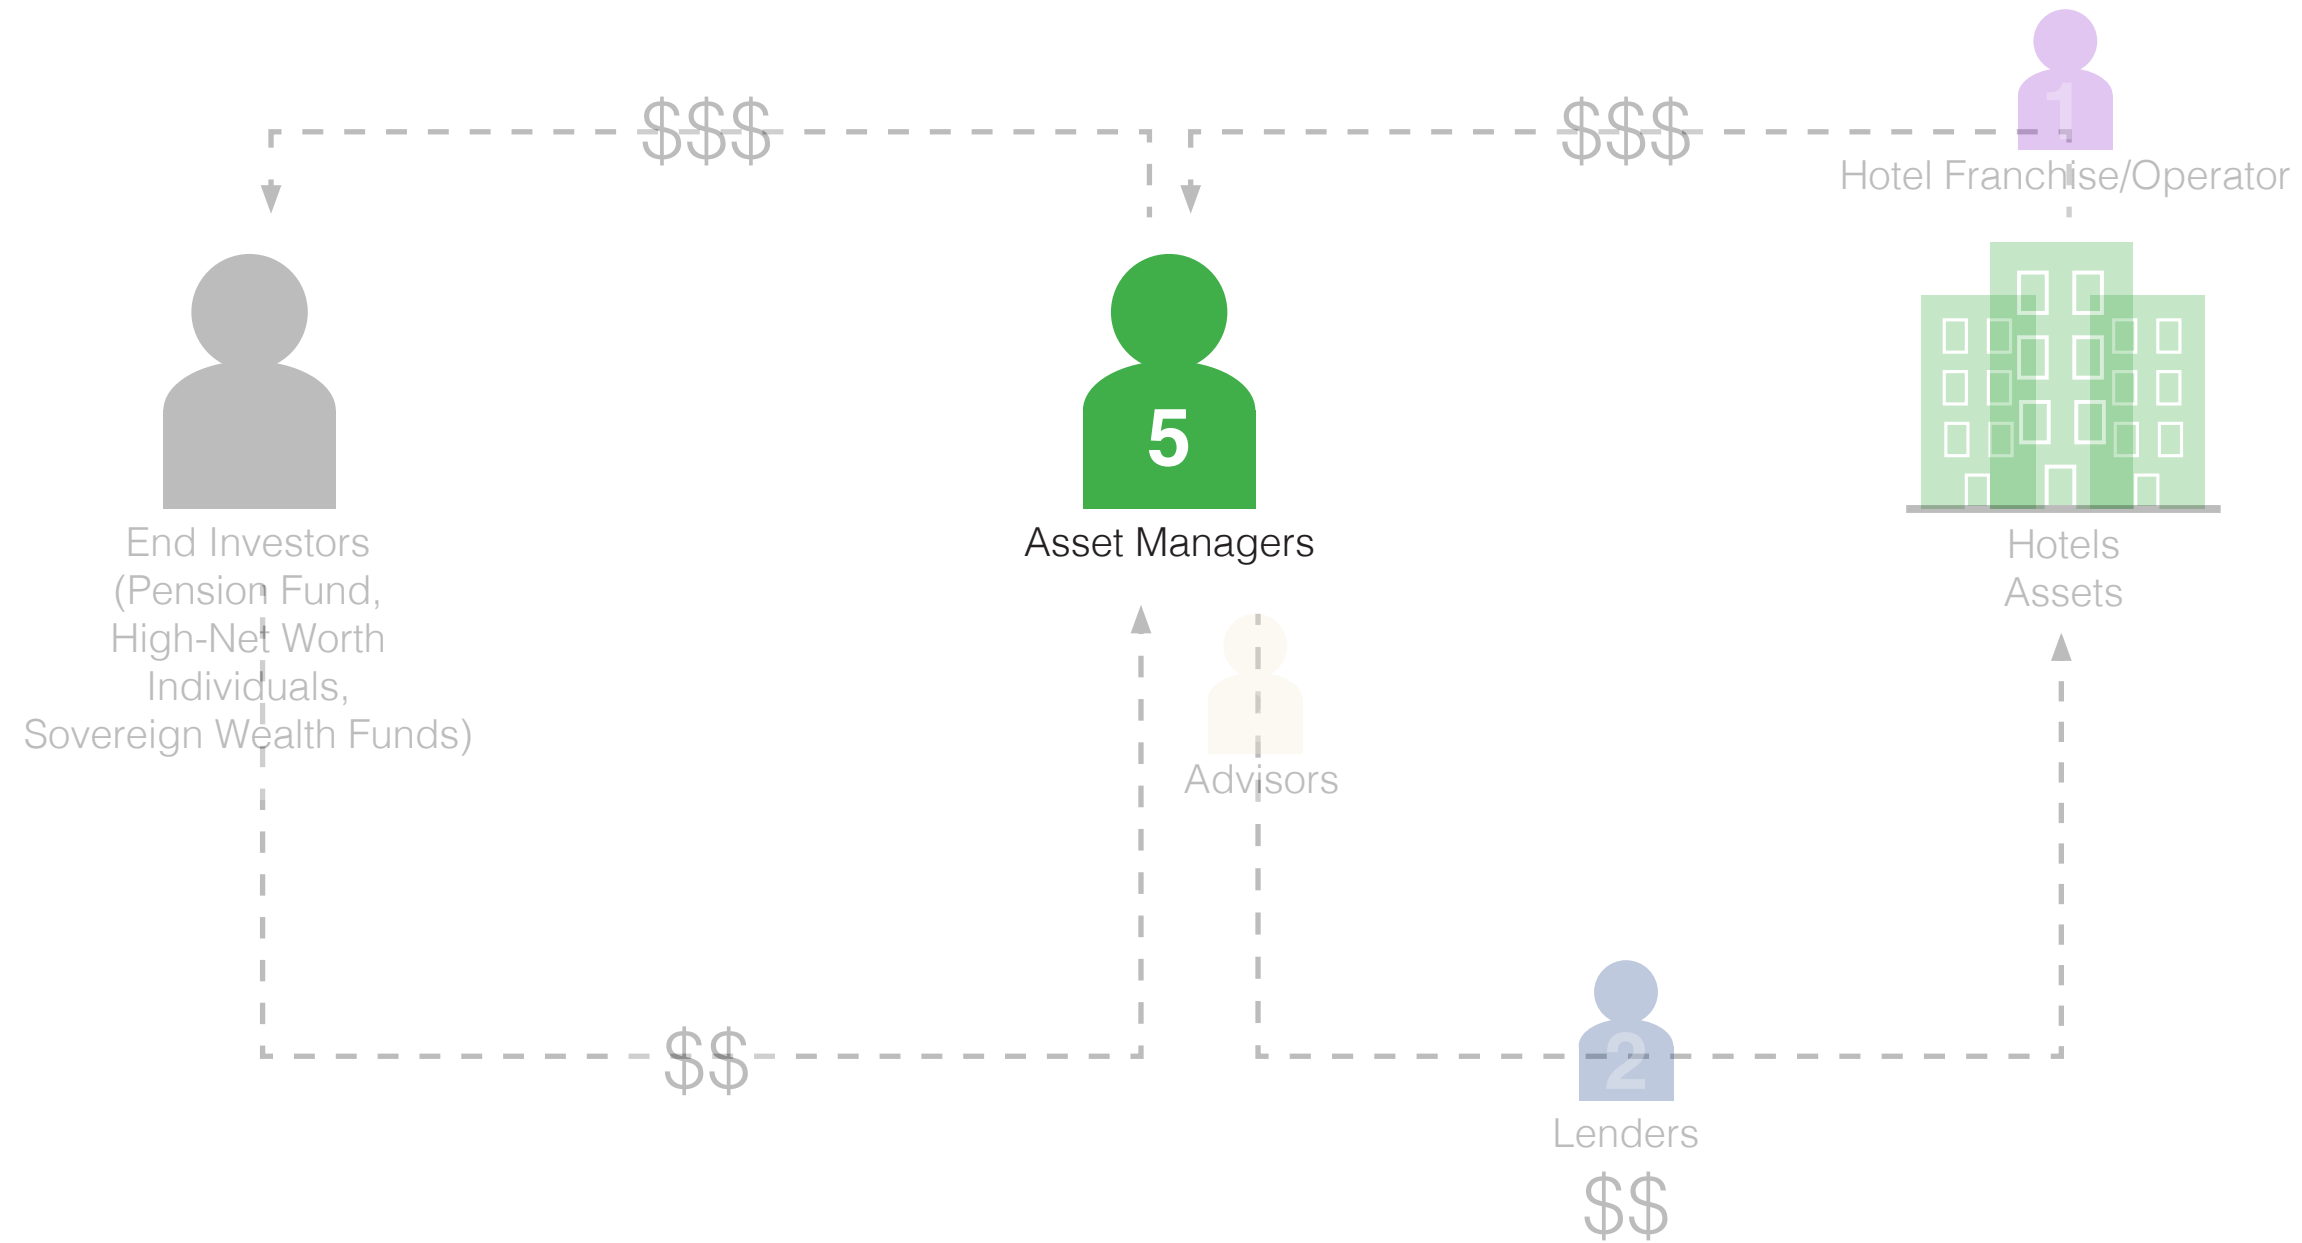 $$$
$$$
1
Hotel Franchise/Operator
5
End Investors
(Pension Fund,
High-Net Worth
Individuals,
Sovereign Wealth Funds)
Asset Managers
Hotels
Assets
Advisors
$$
2
Lenders
$$